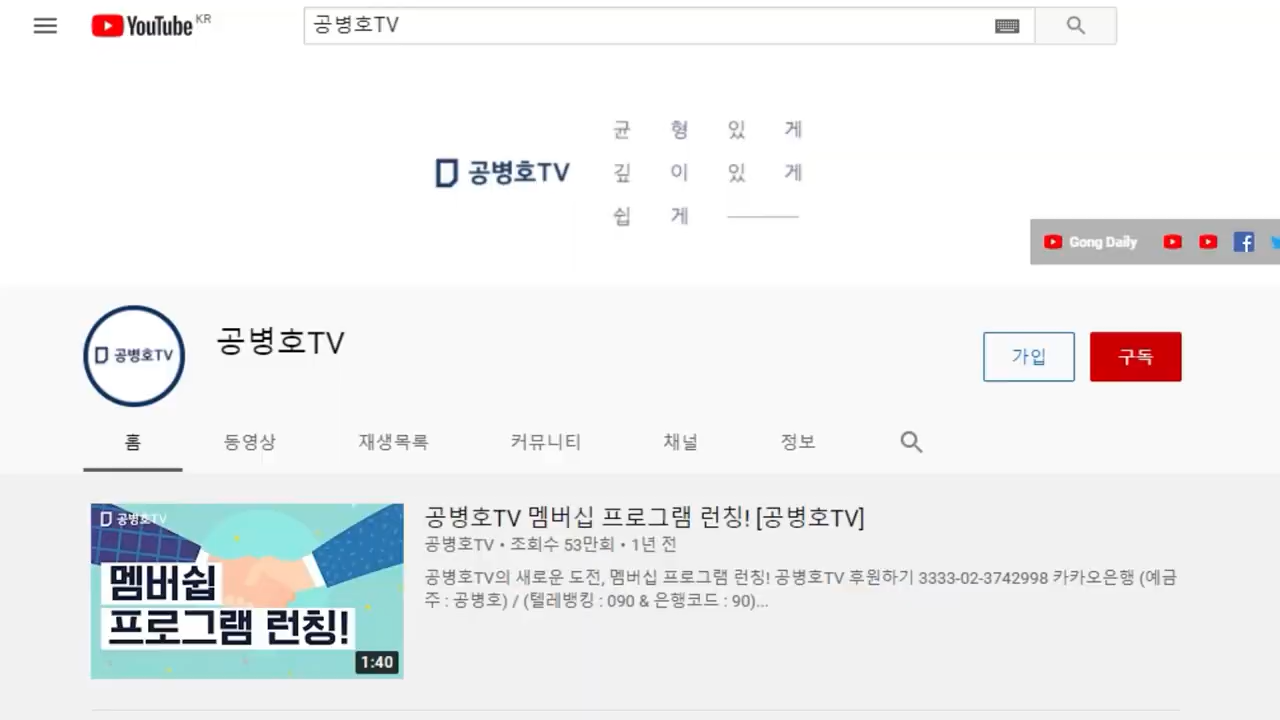 YouTube KR
공병호TV
균형있게
공병호TV
깊이있게
쉽게
Gong Daily
공병호TV
공병호TV
가입
구독
홈
동영상
재생목록
커뮤니티
채널
정보
공병호TV
멤버쉽
프로그램 런칭!
1:40
공병호TV 멤버십 프로그램 런칭! [공병호TV]
공병호TV • 조회수 53만회 • 1년 전
공병호TV의 새로운 도전, 멤버십 프로그램 런칭! 공병호TV 후원하기 3333-02-3742998 카카오은행 (예금
주 : 공병호) / (텔레뱅킹 : 090 & 은행코드 : 90)...